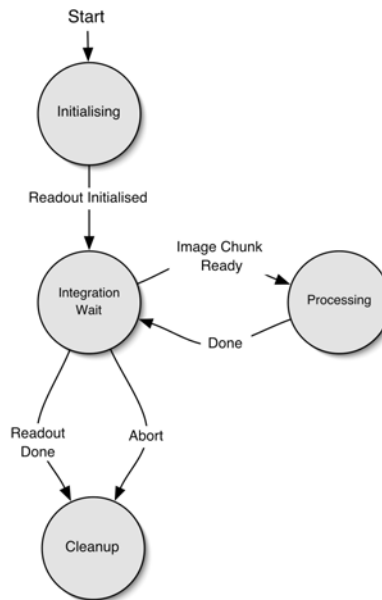 Start
Initialising
Readout Initialised
Image Chunk
Ready
Integration
Wait
Processing
Done
Readout
Done
Abort
Cleanup